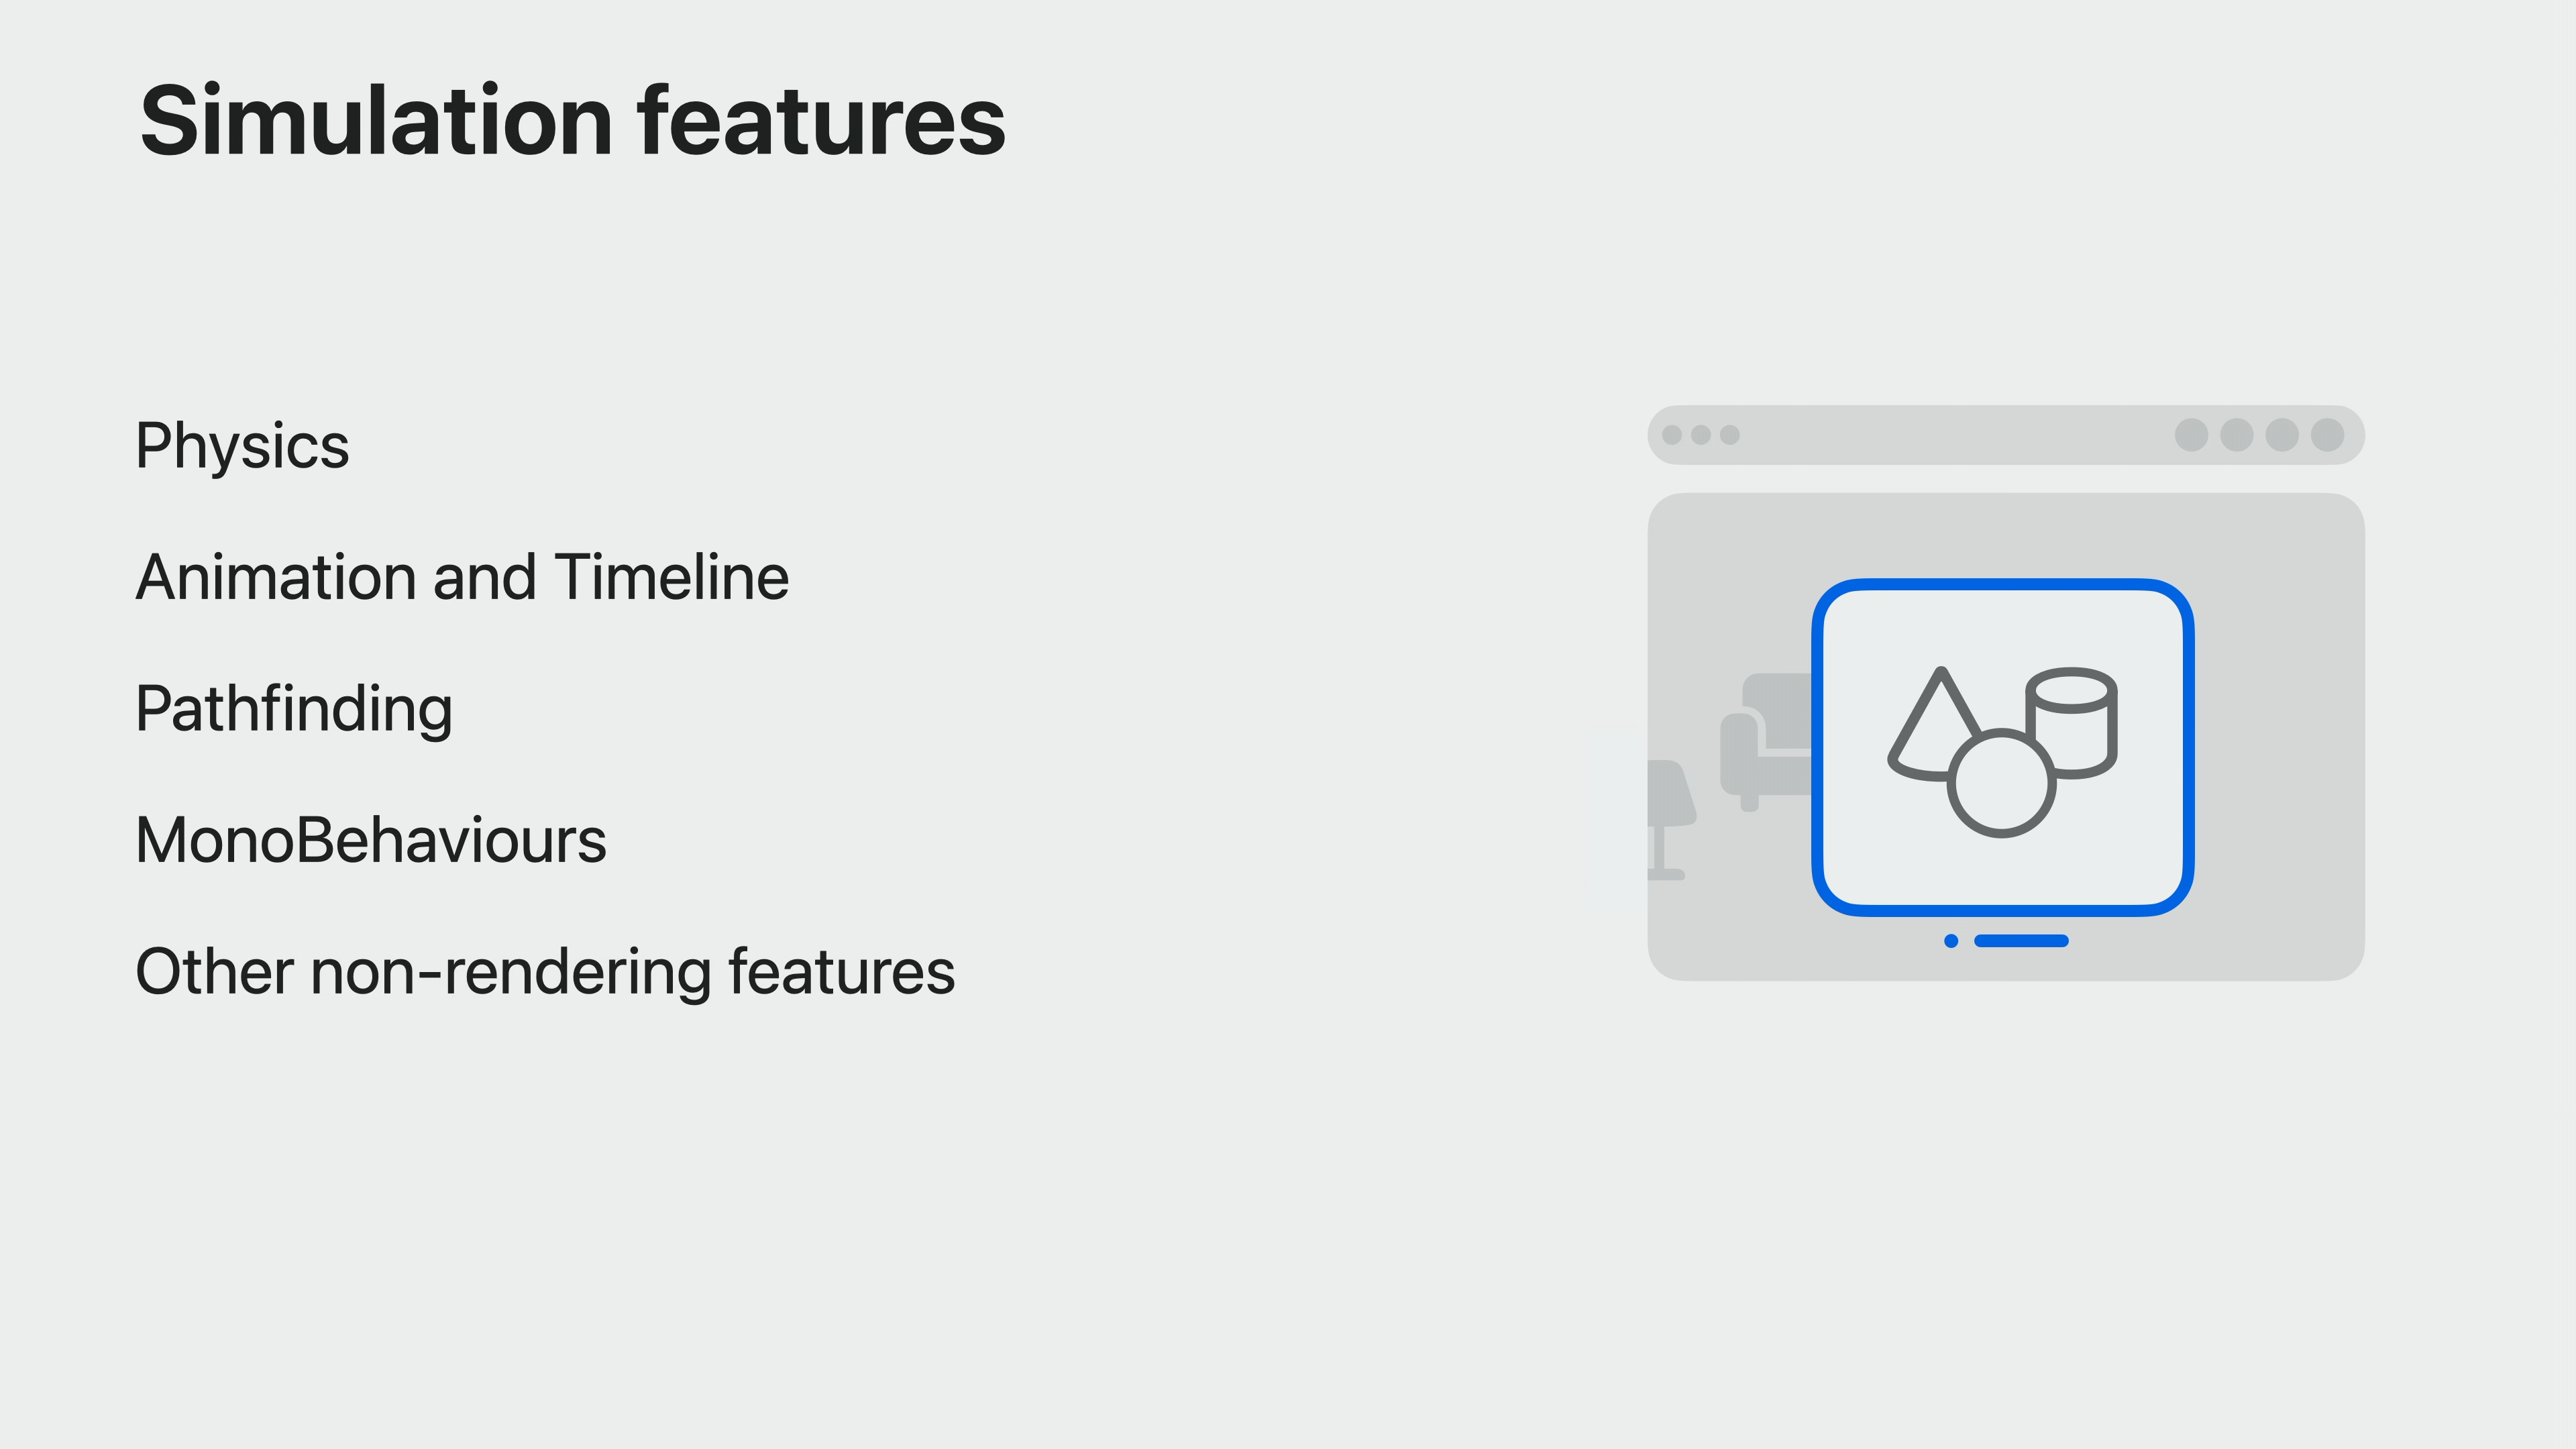 Simulation features
Physics
Animation and Timeline
Pathfinding
MonoBehaviours
Other non-rendering features